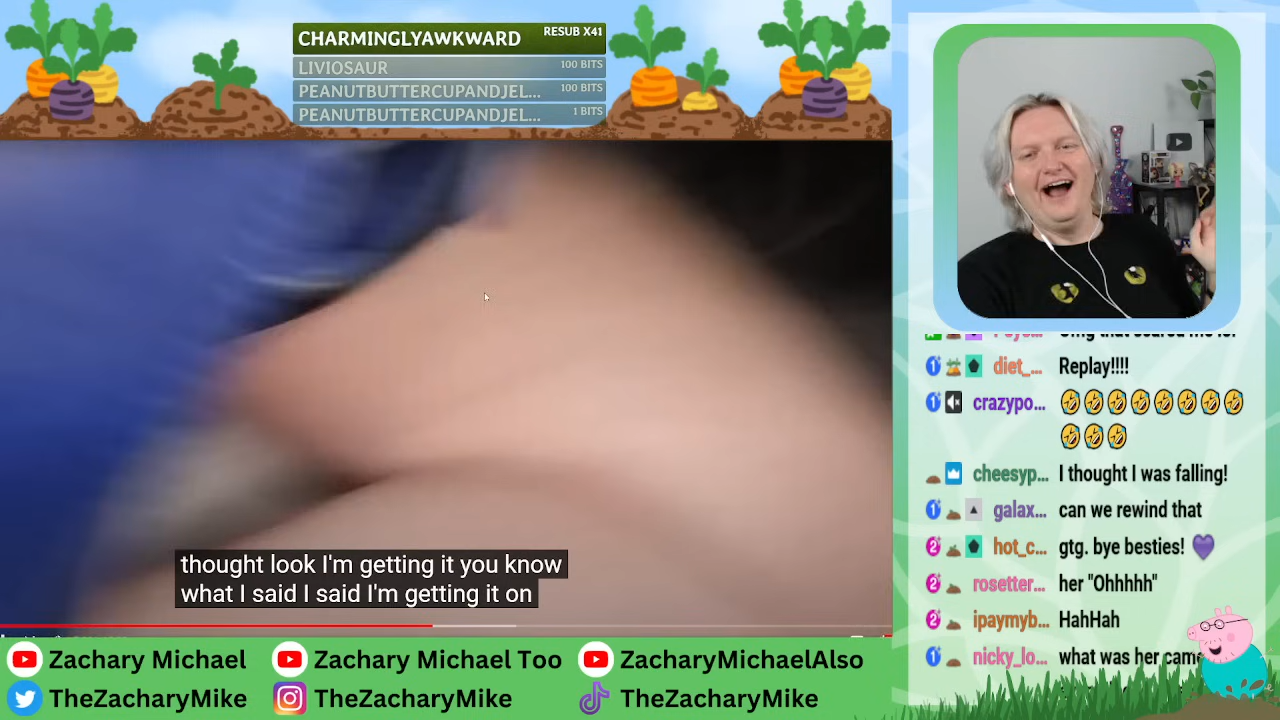 CHARMINGLYAWKWARD RESUB X41
LIVIOSAUR 100 BITS
PEANUTBUTTERCUPANDJEL... 100 BITS
PEANUTBUTTERCUPANDJEL... 1 BITS
diet_... Replay!!!!
crazypo...
cheesyp... I thought I was falling!
galax... can we rewind that
hot_c... gtg. bye besties!
rosetter... her "Ohhhhh"
ipaymyb... HahHah
nicky_lo... what was her came
thought look I'm getting it you know
what I said I said I'm getting it on
Zachary Michael Zachary Michael Too ZacharyMichaelAlso
TheZacharyMike TheZacharyMike TheZacharyMike